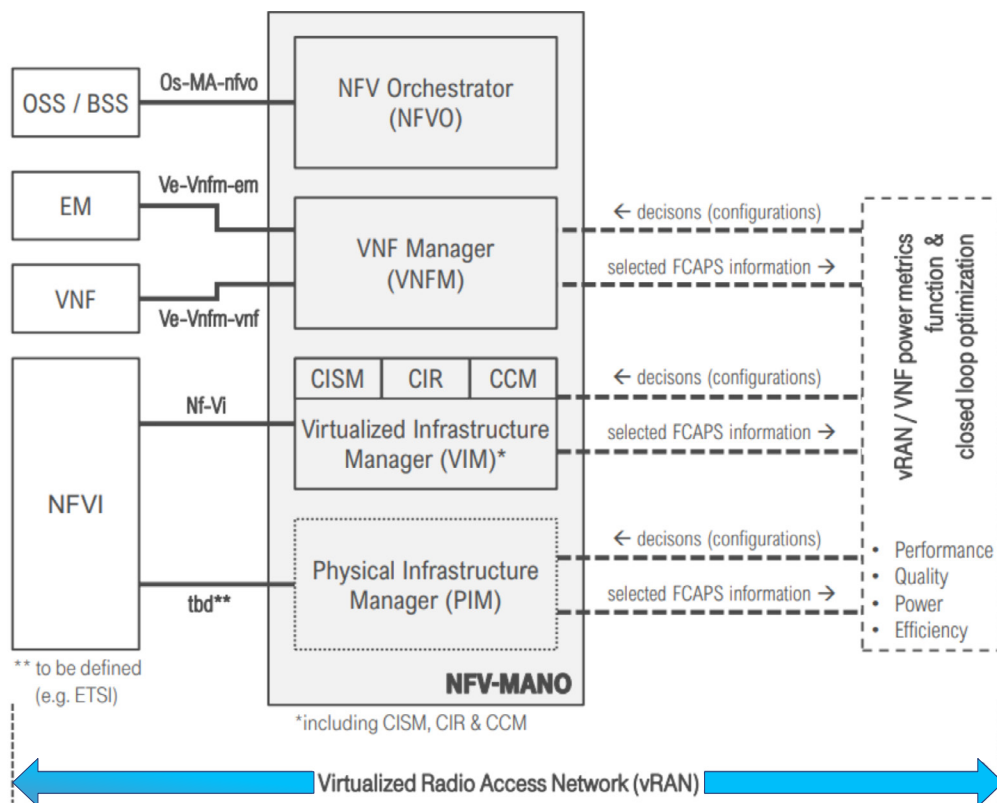 OSS / BSS
Os-MA-nfvo
NFV Orchestrator
(NFVO)
EM
Ve-Vnfm-em
VNF Manager
(VNFM)
← decisons (configurations)
selected FCAPS information →
VNF
Ve-Vnfm-vnf
NFVI
Nf-Vi
CISM
CIR
CCM
Virtualized Infrastructure
Manager (VIM)*
← decisons (configurations)
selected FCAPS information →
tbd**
Physical Infrastructure
Manager (PIM)
← decisons (configurations)
selected FCAPS information →
vRAN / VNF power metrics
function &
closed loop optimization
• Performance
• Quality
• Power
• Efficiency
** to be defined
(e.g. ETSI)
NFV-MANO
*including CISM, CIR & CCM
Virtualized Radio Access Network (vRAN)